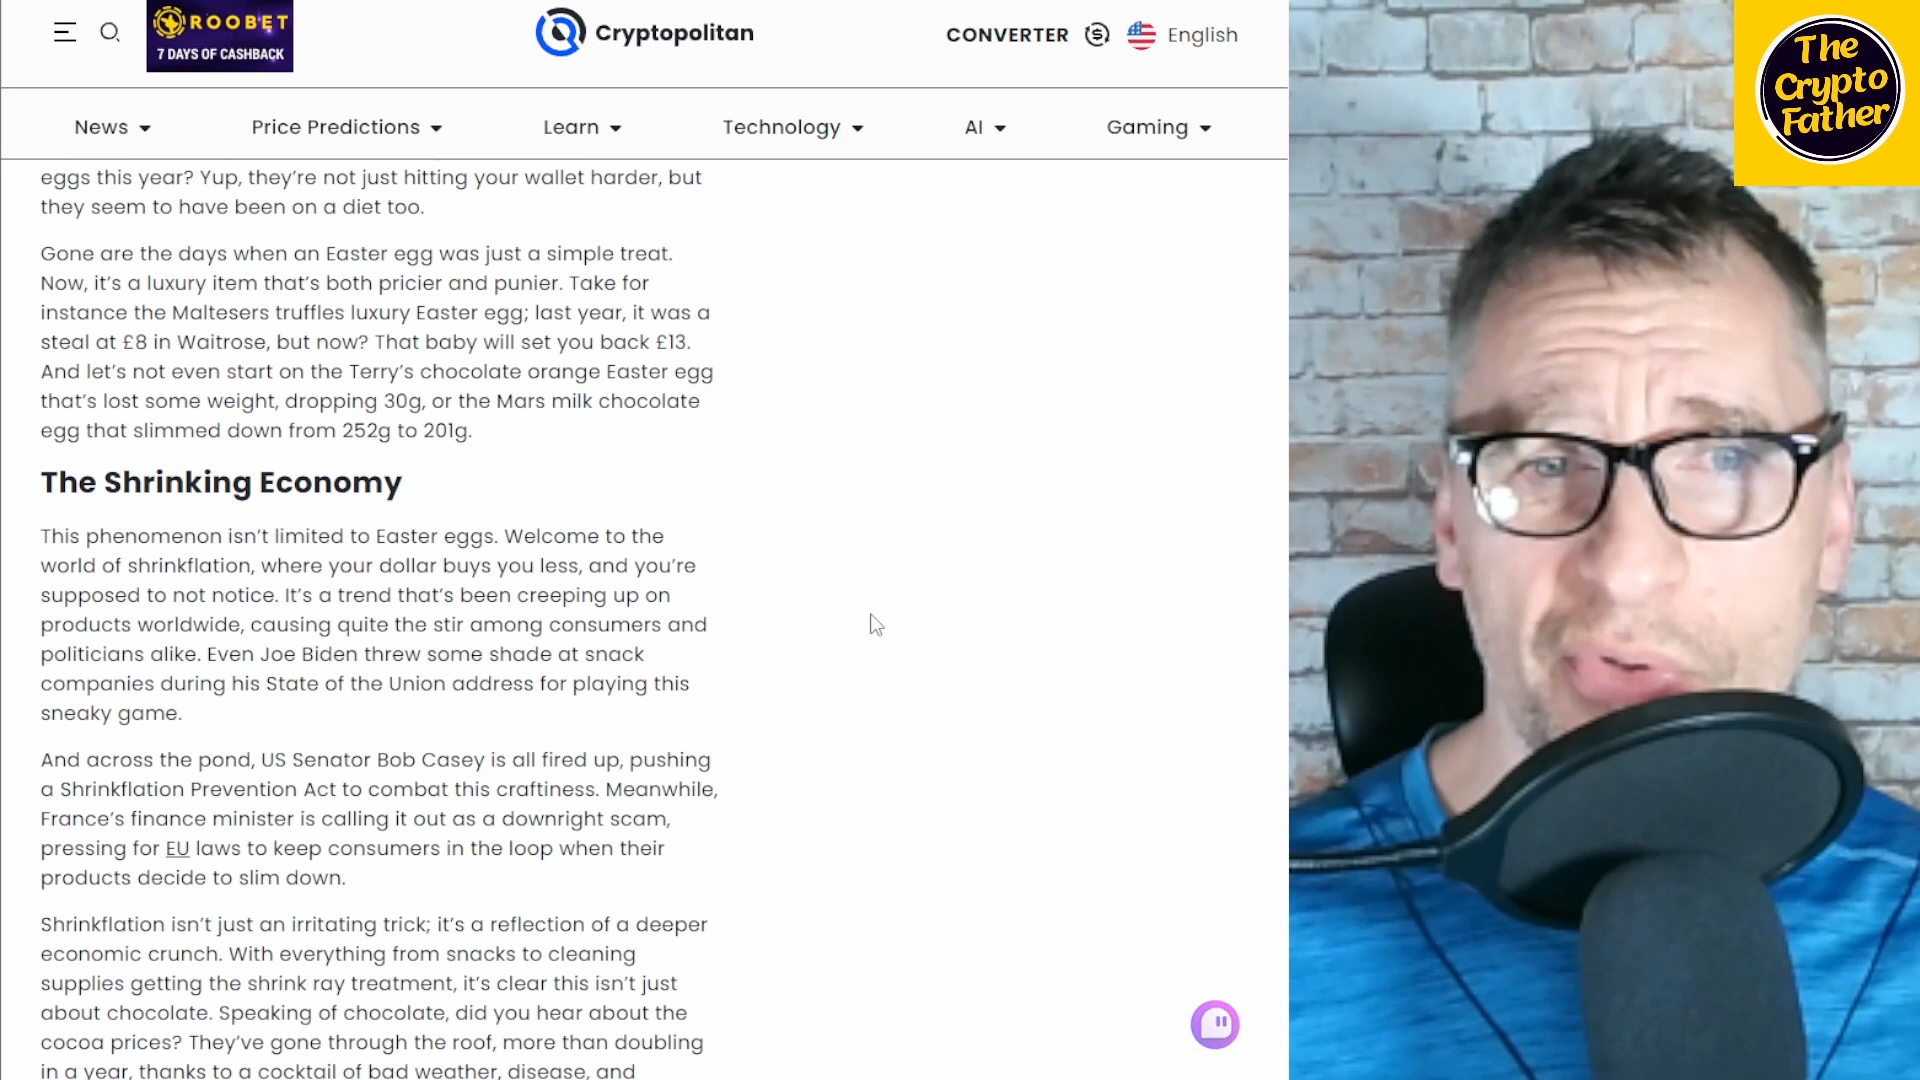 ROOBET
7 DAYS OF CASHBACK
Cryptopolitan
CONVERTER
English
The
Crypto
Father
News
Price Predictions
Learn
Technology
AI
Gaming
eggs this year? Yup, they’re not just hitting your wallet harder, but
they seem to have been on a diet too.
Gone are the days when an Easter egg was just a simple treat.
Now, it’s a luxury item that’s both pricier and punier. Take for
instance the Maltesers truffles luxury Easter egg; last year, it was a
steal at £8 in Waitrose, but now? That baby will set you back £13.
And let’s not even start on the Terry’s chocolate orange Easter egg
that’s lost some weight, dropping 30g, or the Mars milk chocolate
egg that slimmed down from 252g to 201g.
The Shrinking Economy
This phenomenon isn’t limited to Easter eggs. Welcome to the
world of shrinkflation, where your dollar buys you less, and you’re
supposed to not notice. It’s a trend that’s been creeping up on
products worldwide, causing quite the stir among consumers and
politicians alike. Even Joe Biden threw some shade at snack
companies during his State of the Union address for playing this
sneaky game.
And across the pond, US Senator Bob Casey is all fired up, pushing
a Shrinkflation Prevention Act to combat this craftiness. Meanwhile,
France’s finance minister is calling it out as a downright scam,
pressing for EU laws to keep consumers in the loop when their
products decide to slim down.
Shrinkflation isn’t just an irritating trick; it’s a reflection of a deeper
economic crunch. With everything from snacks to cleaning
supplies getting the shrink ray treatment, it’s clear this isn’t just
about chocolate. Speaking of chocolate, did you hear about the
cocoa prices? They’ve gone through the roof, more than doubling
in a year, thanks to a cocktail of bad weather, disease, and